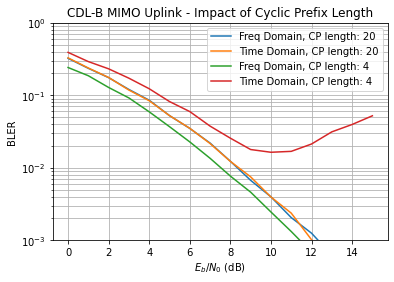 CDL-B MIMO Uplink - Impact of Cyclic Prefix Length
Freq Domain, CP length: 20
Time Domain, CP length: 20
Freq Domain, CP length: 4
Time Domain, CP length: 4
BLER
10⁰
10⁻¹
10⁻²
10⁻³
0 2 4 6 8 10 12 14
E_b/N_0 (dB)